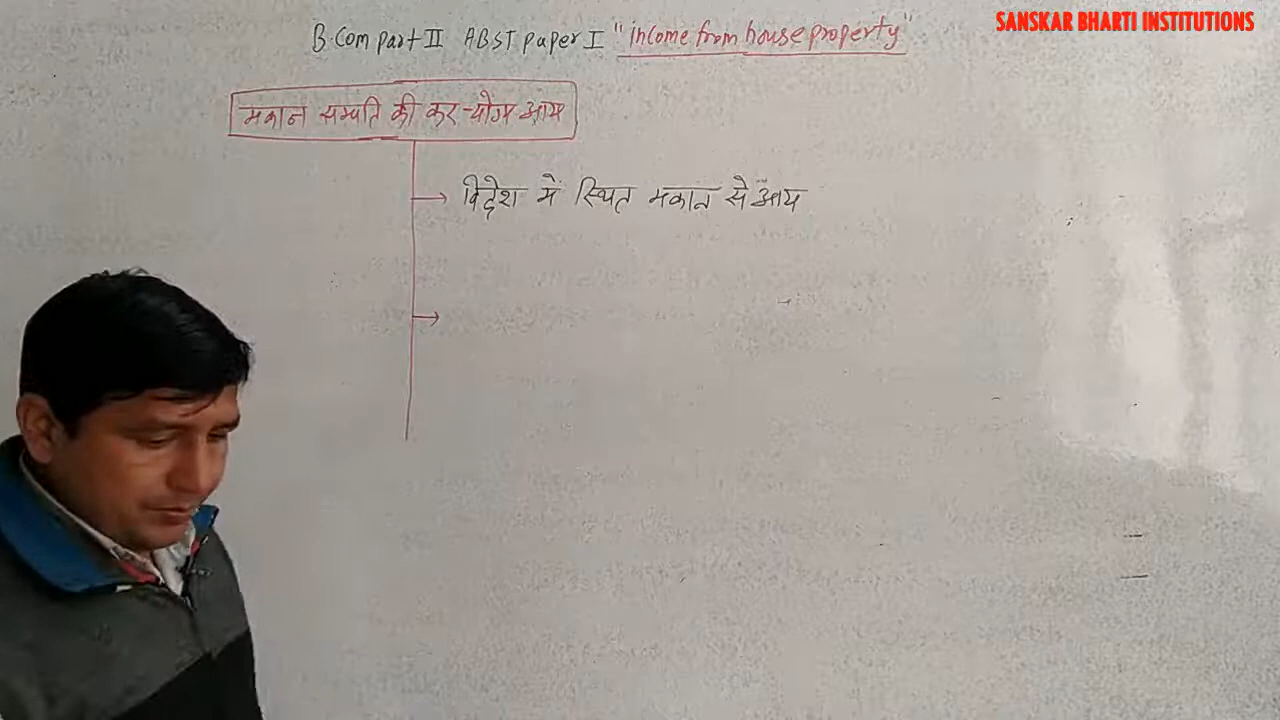 SANSKAR BHARTI INSTITUTIONS
B.Com part II ABST paper I "income from house property"
मकान सम्पति की कर-योग्य आय
विदेश में स्थित मकान से आय